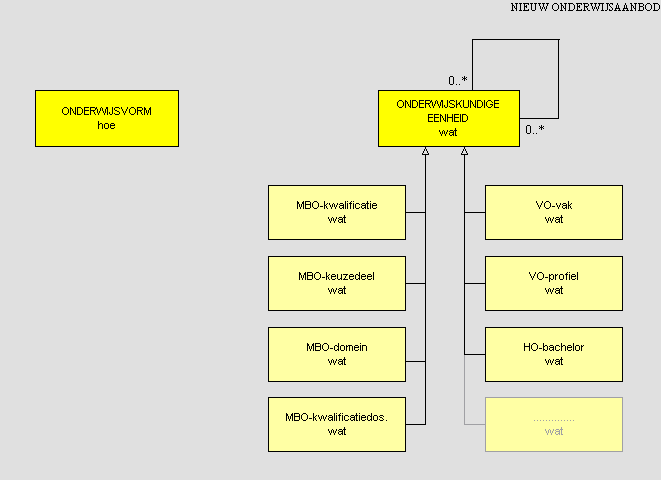 NIEUW ONDERWIJSAANBOD
0..*
ONDERWIJSVORM
hoe
ONDERWIJSKUNDIGE
EENHEID
wat
0..*
MBO-kwalificatie
wat
VO-vak
wat
MBO-keuzedeel
wat
VO-profiel
wat
MBO-domein
wat
HO-bachelor
wat
MBO-kwalificatiedos.
wat
...............
wat